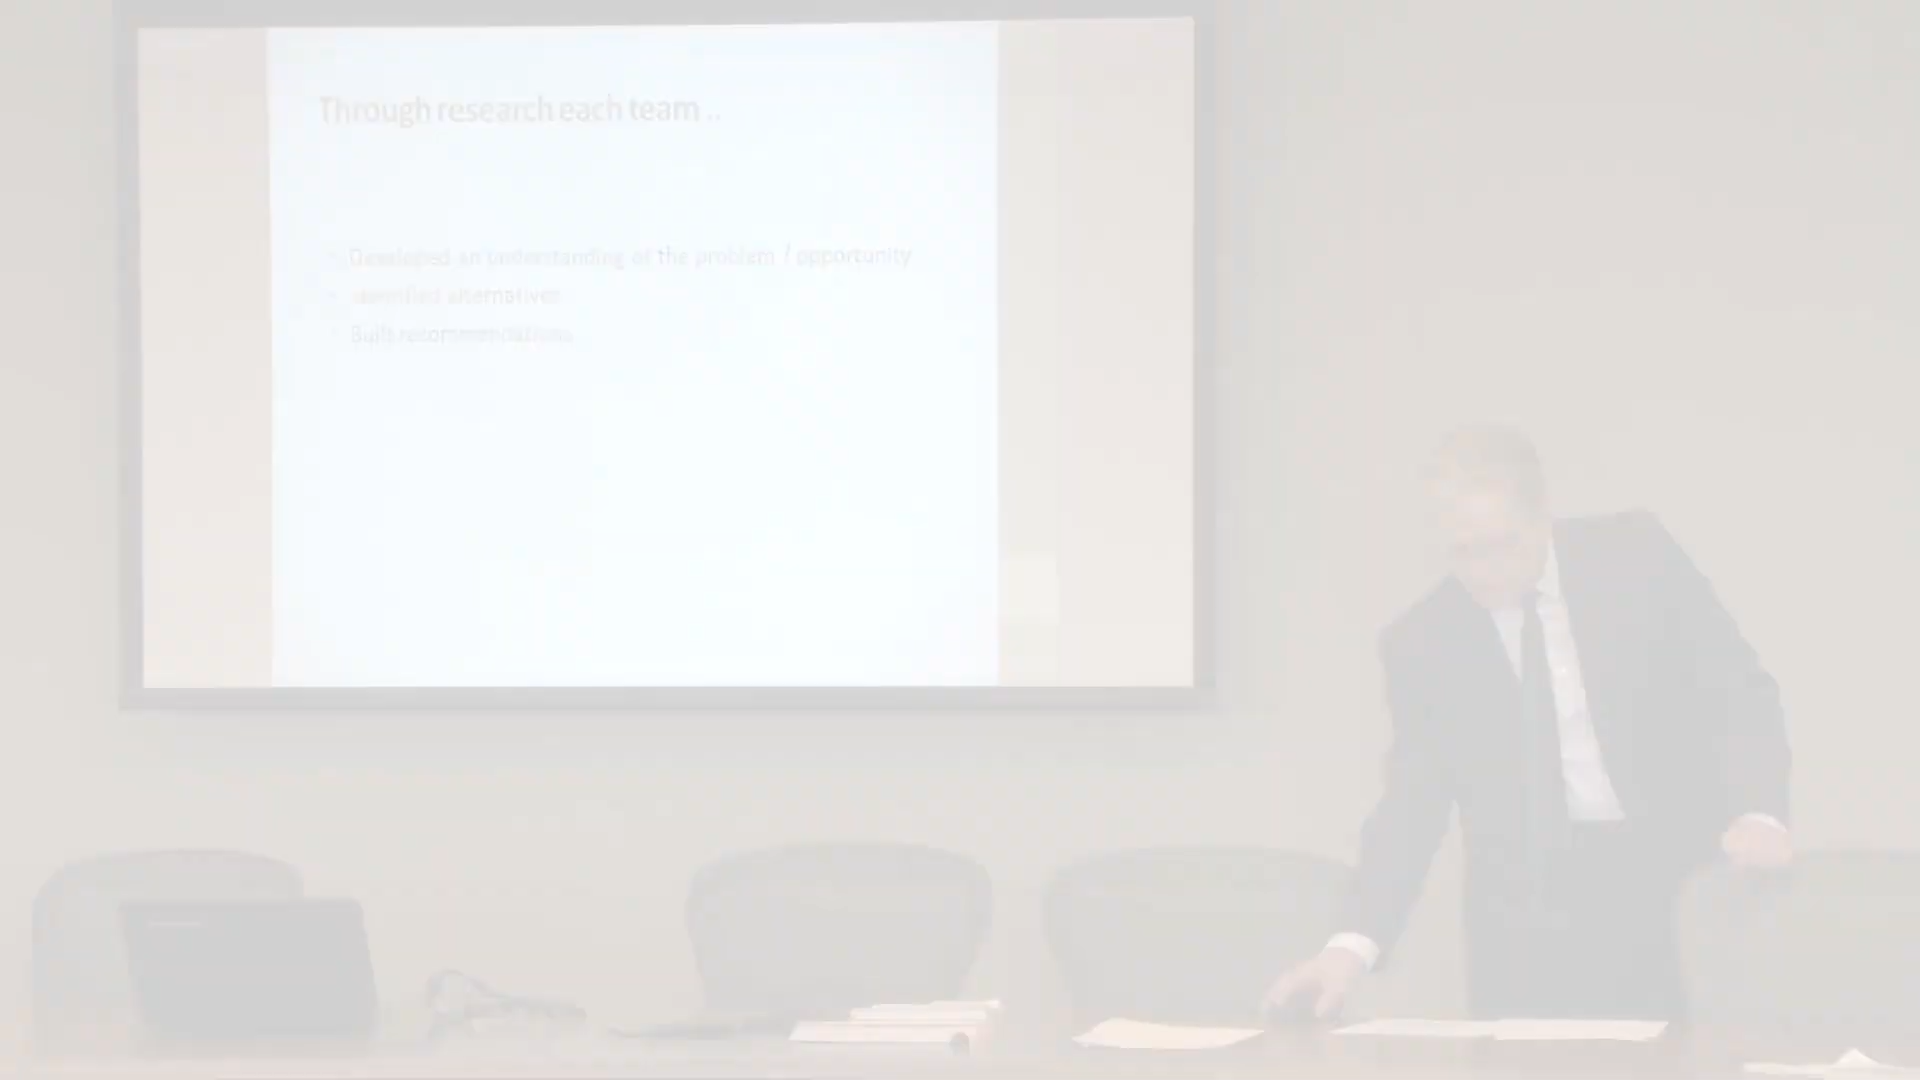 Through research each team ..
Developed an understanding of the problem / opportunity
Identified alternatives
Built recommendations